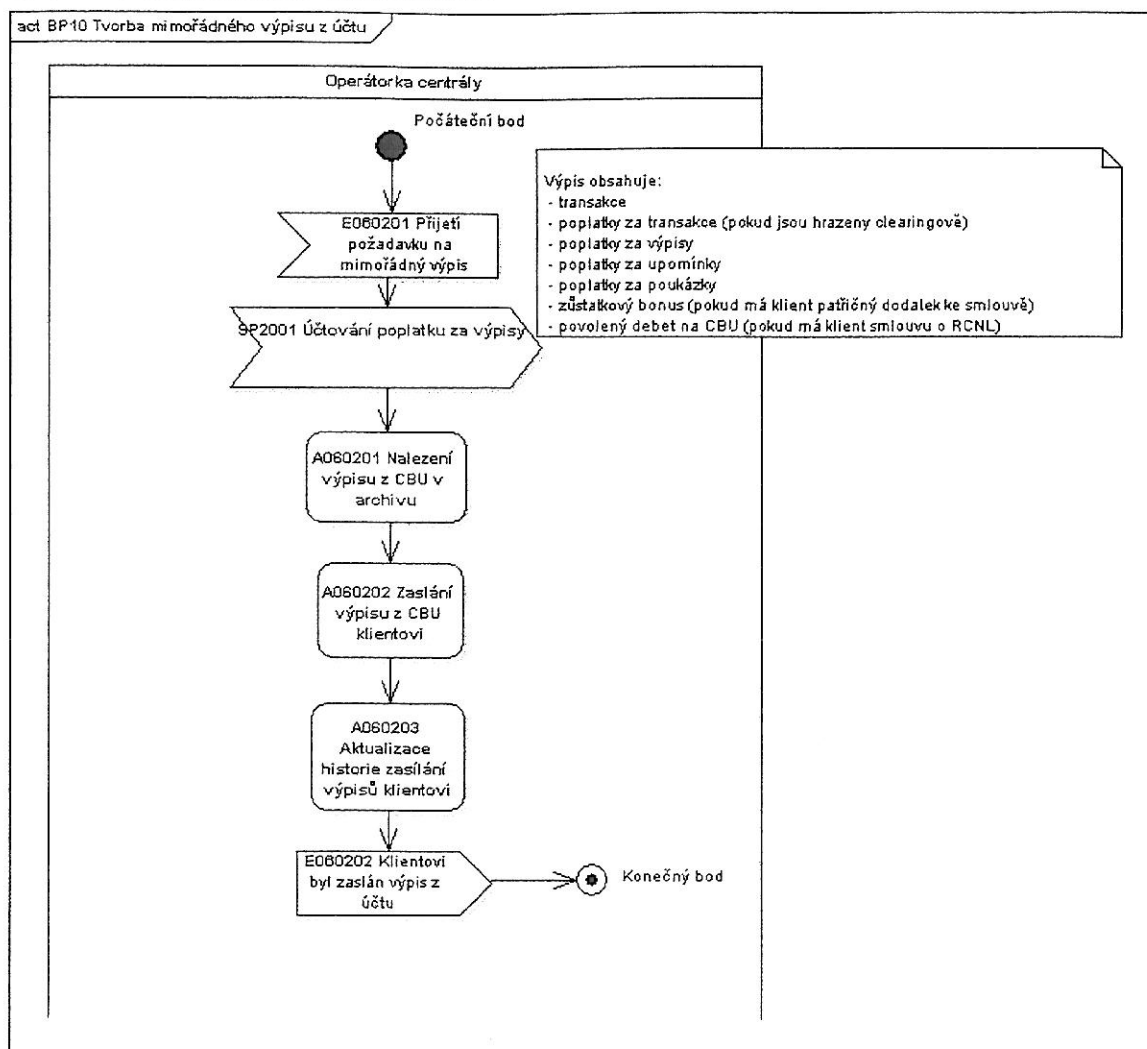 act BP10 Tvorba mimořádného výpisu z účtu
Operátorka centrály
Počáteční bod
E060201 Přijetí
požadavku na
mimořádný výpis
Výpis obsahuje:
- transakce
- poplatky za transakce (pokud jsou hrazeny clearingově)
- poplatky za výpisy
- poplatky za upomínky
- poplatky za poukázky
- zůstatkový bonus (pokud má klient patřičný dodalek ke smlouvě)
- povolený debet na CBU (pokud má klient smlouvu o RCNL)
SP2001 Účtování poplatku za výpisy
A060201 Nalezení
výpisu z CBU v
archivu
A060202 Zaslání
výpisu z CBU
klientovi
A060203
Aktualizace
historie zasílání
výpisů klientovi
E060202 Klientovi
byl zaslán výpis z
účtu
Konečný bod